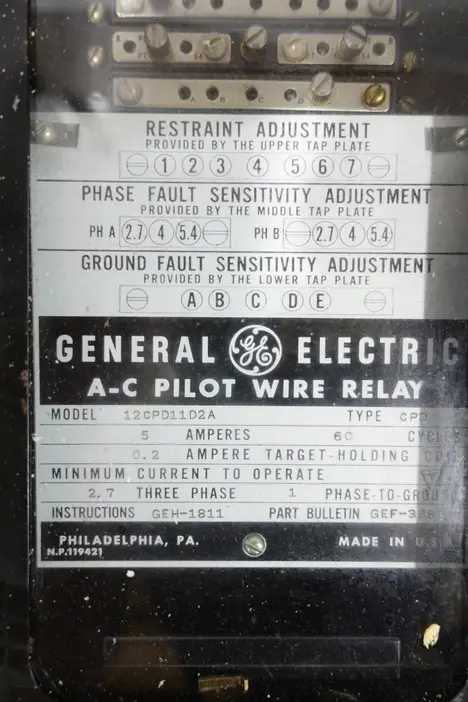 RESTRAINT ADJUSTMENT
PROVIDED BY THE UPPER TAP PLATE
1 2 3 4 5 6 7
PHASE FAULT SENSITIVITY ADJUSTMENT
PROVIDED BY THE MIDDLE TAP PLATE
PH A 2.7 4 5.4 PH B 2.7 4 5.4
GROUND FAULT SENSITIVITY ADJUSTMENT
PROVIDED BY THE LOWER TAP PLATE
A B C D E
GENERAL GE ELECTRIC
A-C PILOT WIRE RELAY
MODEL 12CPD11D2A TYPE CPD
5 AMPERES 60
0.2 AMPERE TARGET-HOLDING
MINIMUM CURRENT TO OPERATE
2.7 THREE PHASE 1
INSTRUCTIONS GEH-1811 PART BULLETIN
PHILADELPHIA, PA. MADE IN U.S.
N.P.119421